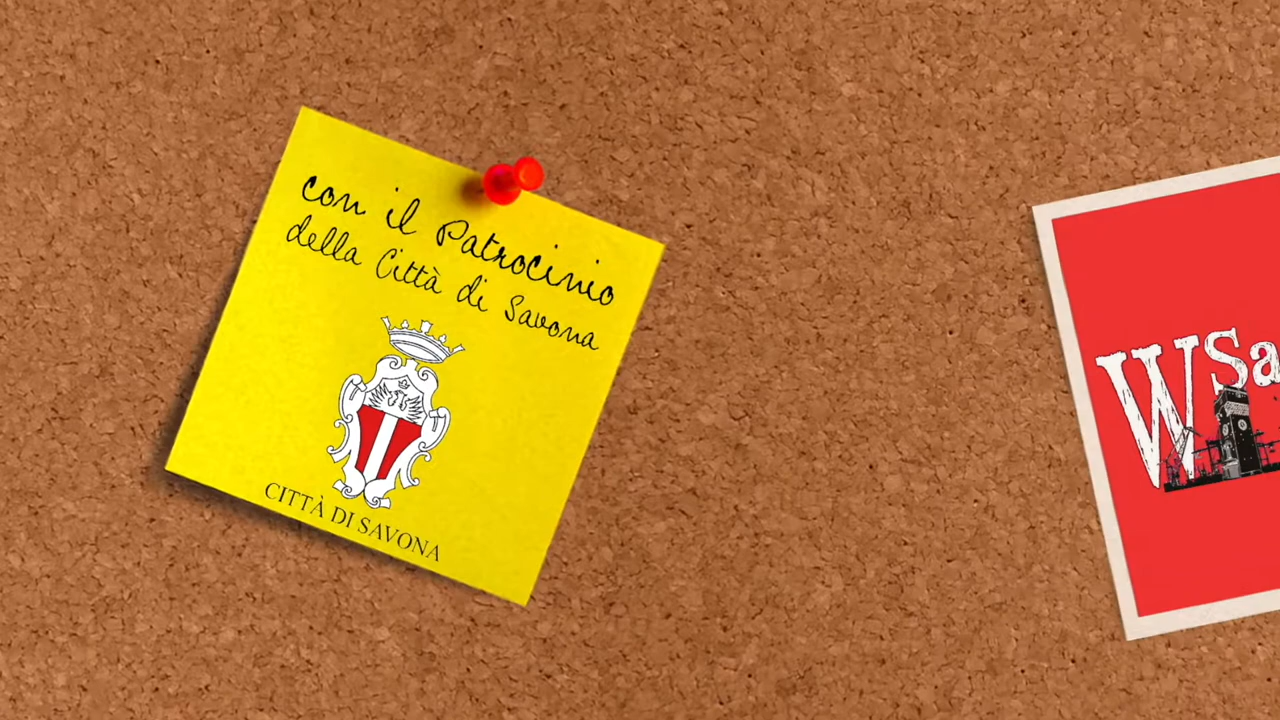 con il Patrocinio
della Città di Savona
CITTÀ DI SAVONA
WSa